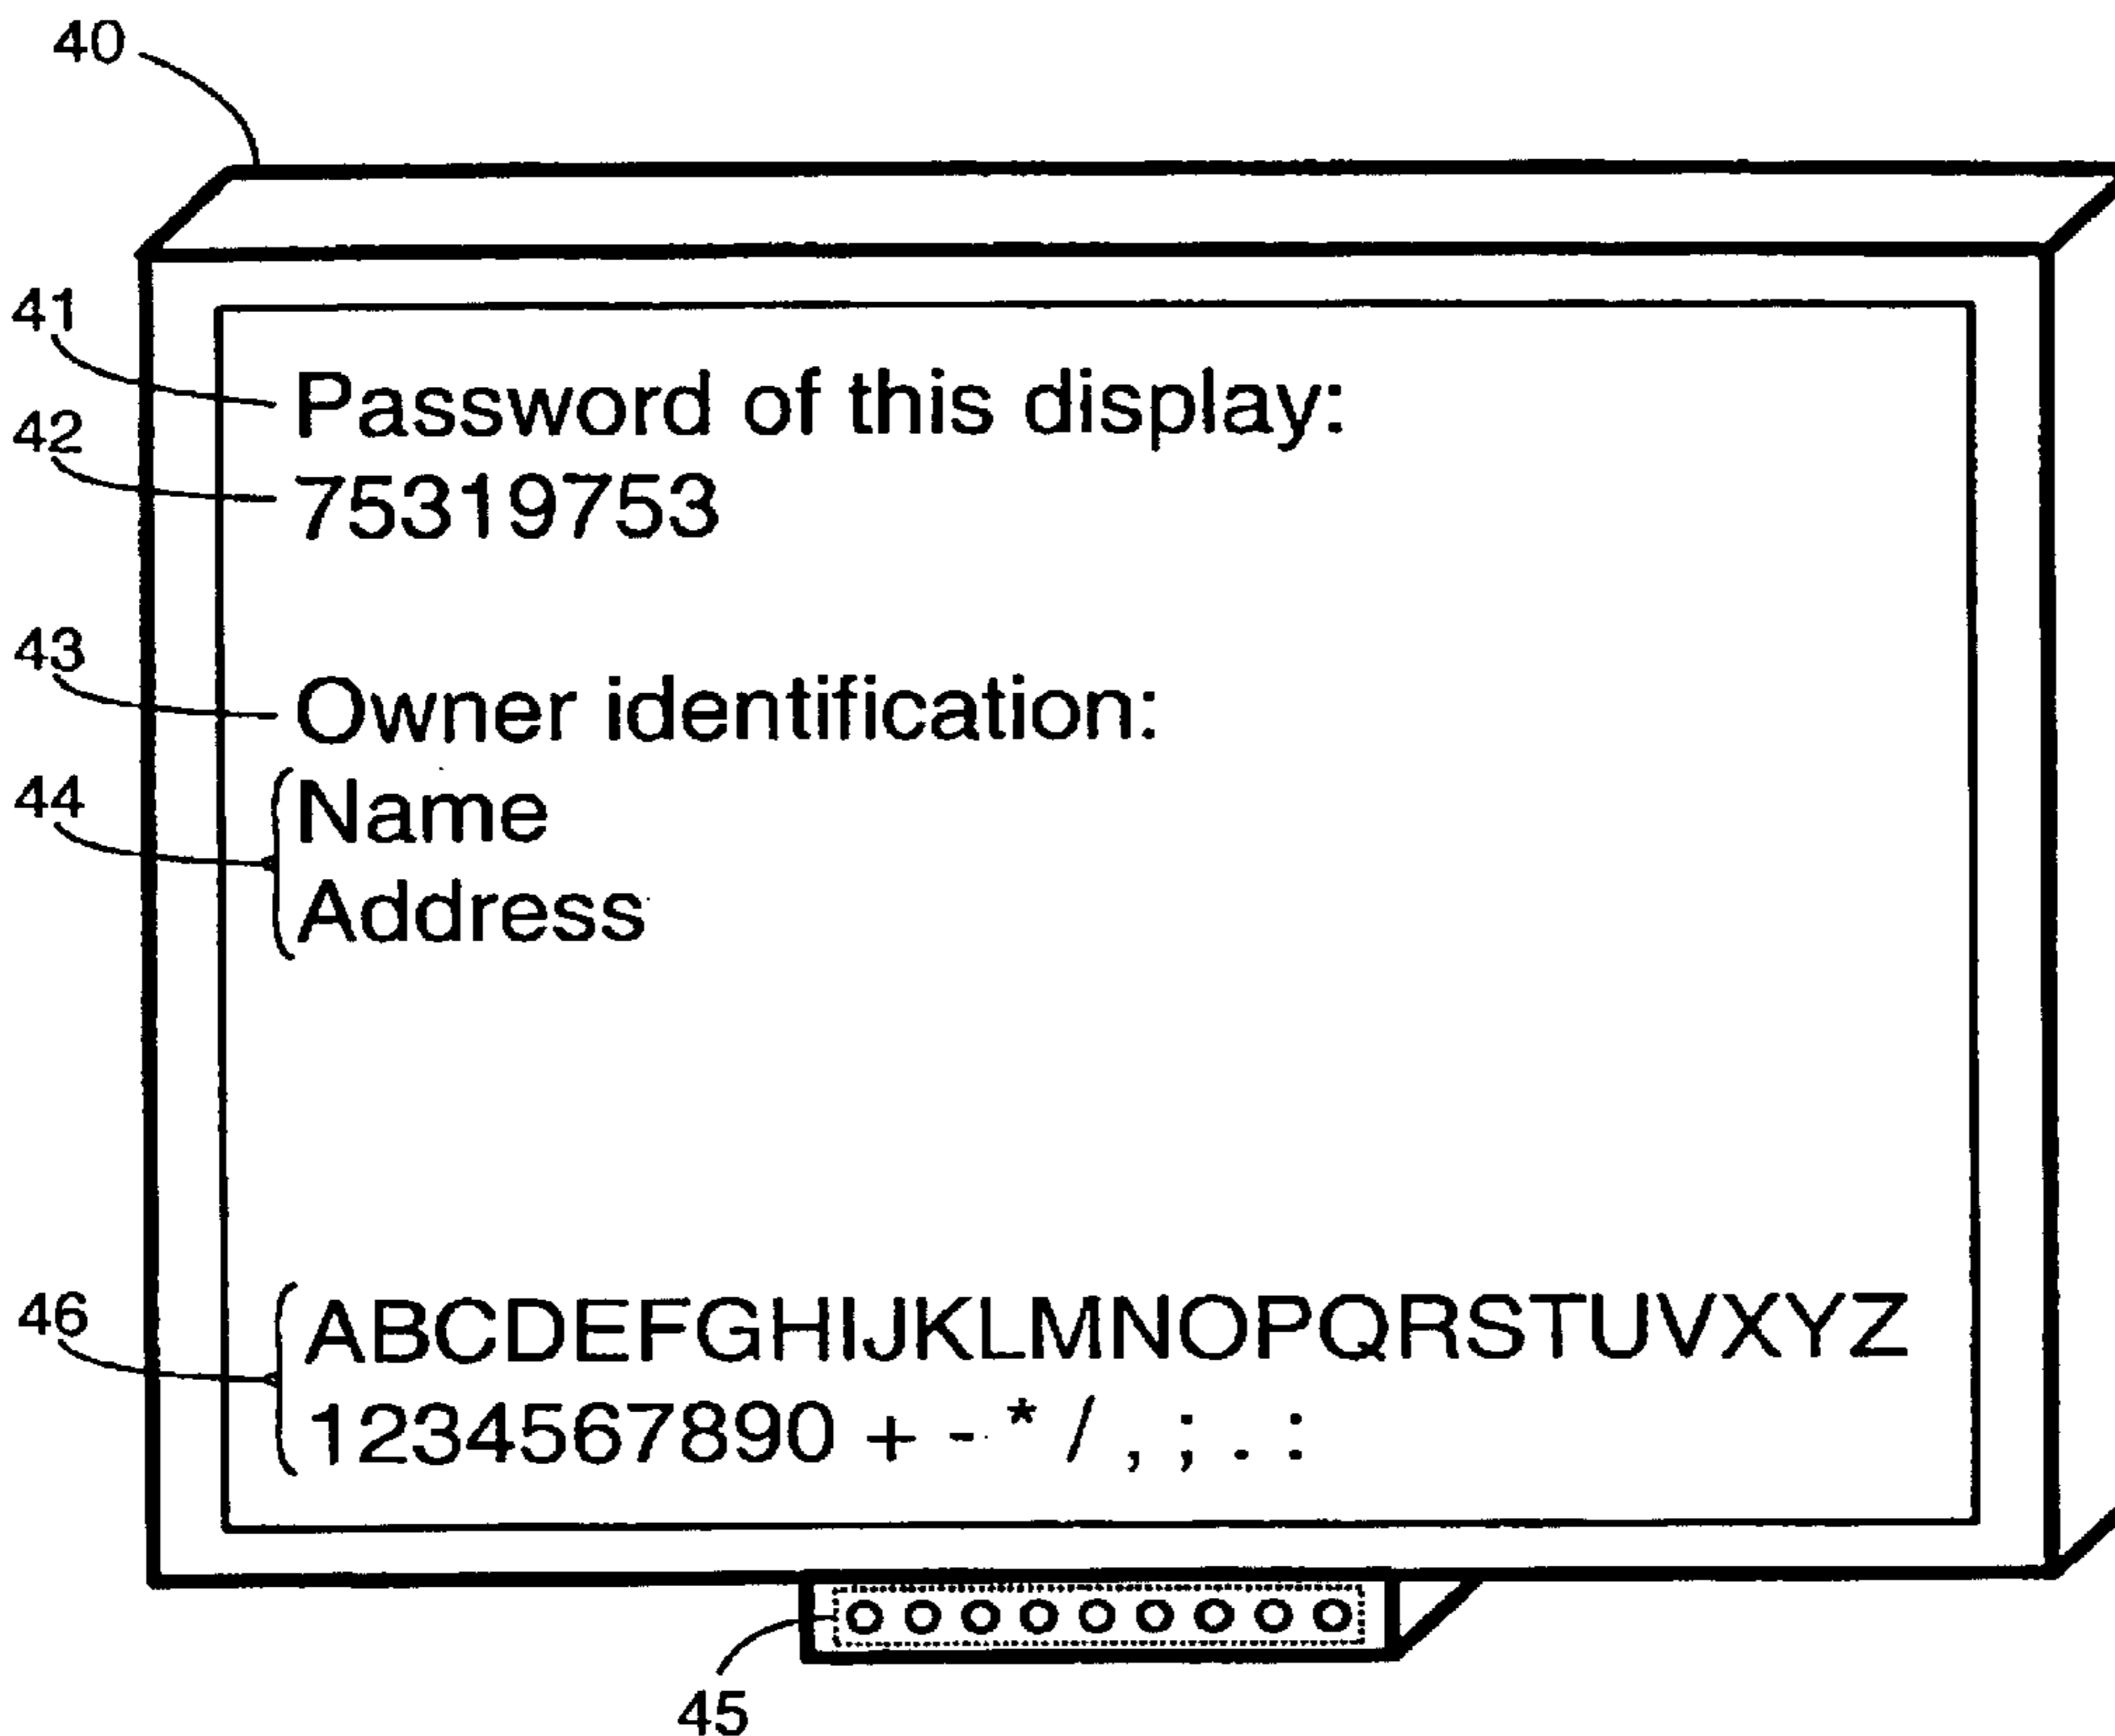 40
41
Password of this display:
42
75319753
43
Owner identification:
44
Name
Address
46
ABCDEFGHIJKLMNOPQRSTUVXYZ
1234567890 + - * / , ; . :
45